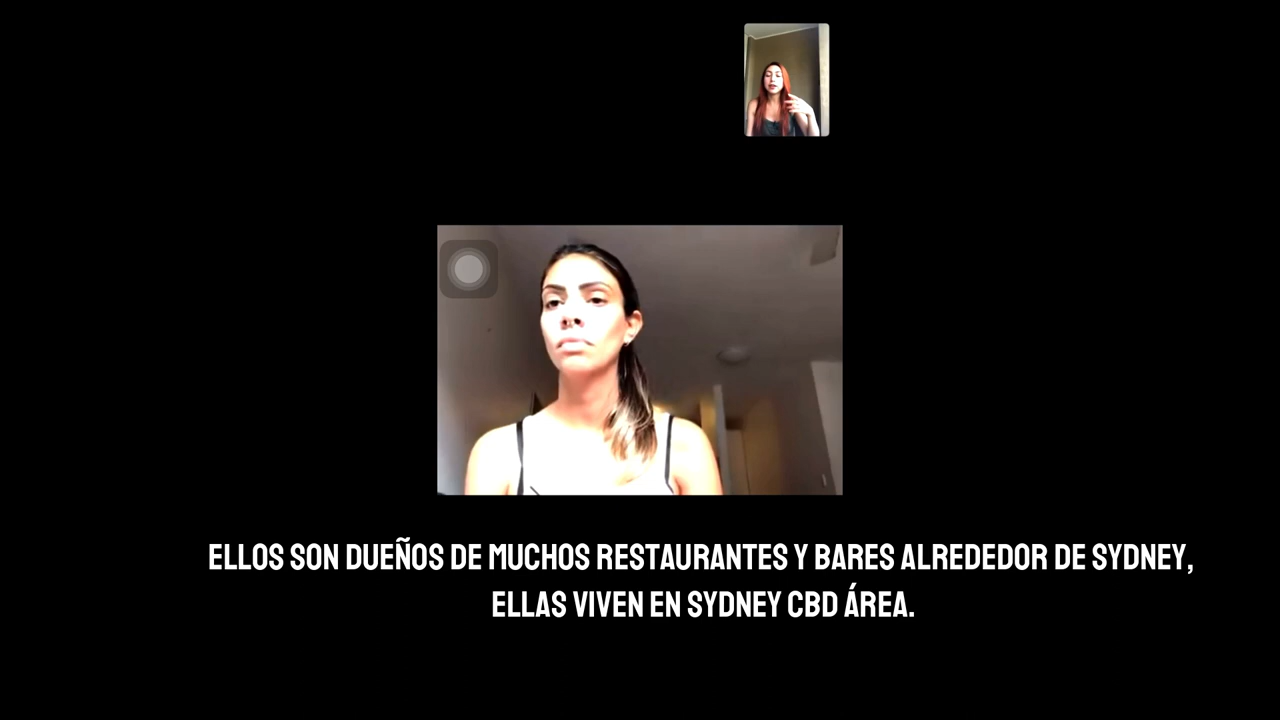 ELLOS SON DUEÑOS DE MUCHOS RESTAURANTES Y BARES ALREDEDOR DE SYDNEY,
ELLAS VIVEN EN SYDNEY CBD ÁREA.